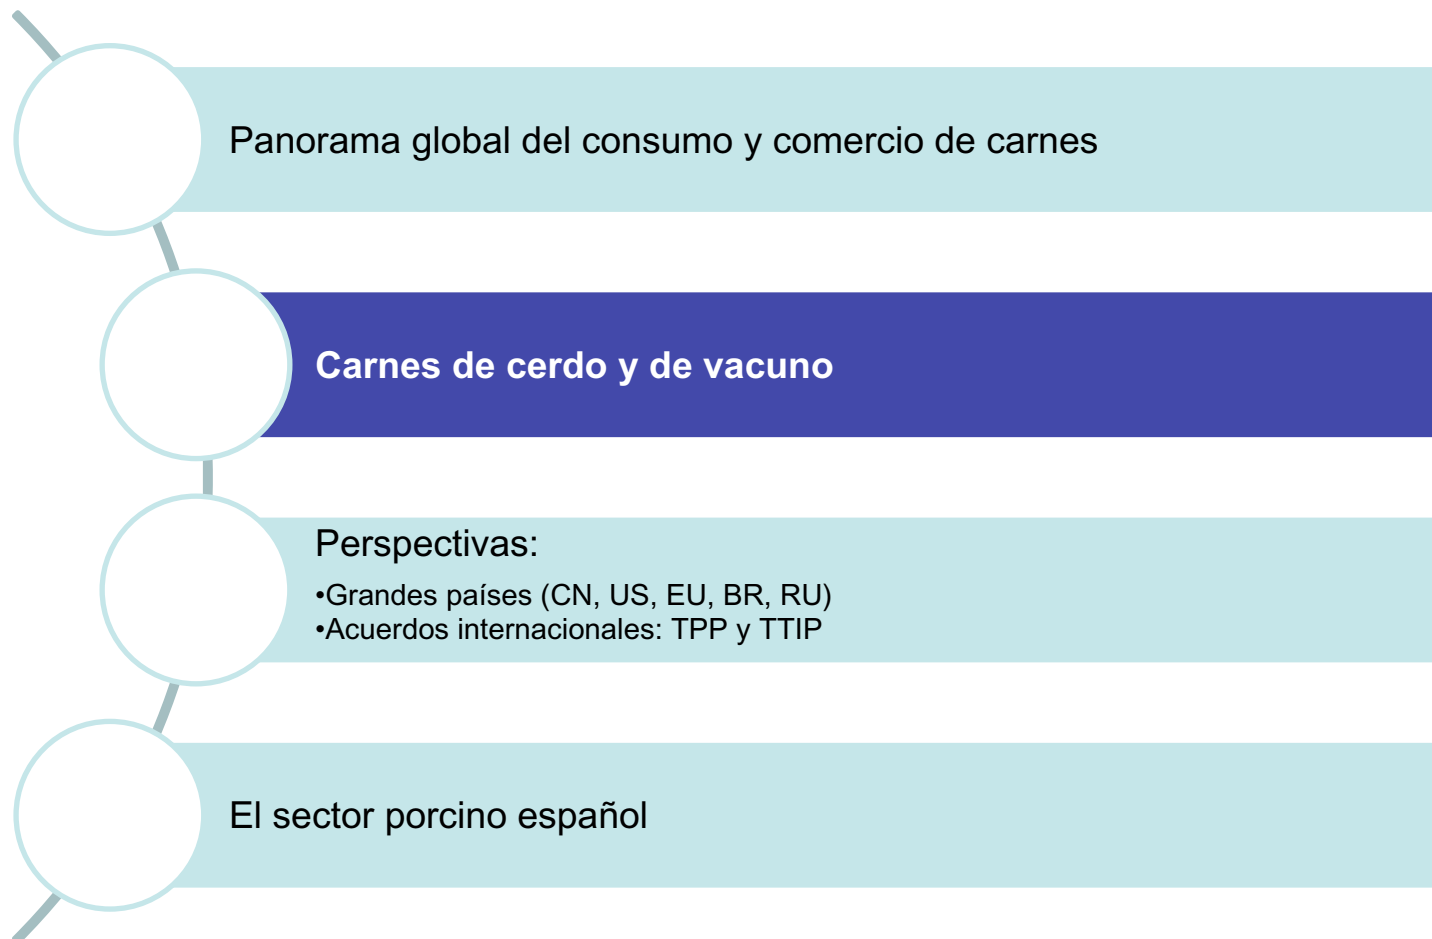 Panorama global del consumo y comercio de carnes
Carnes de cerdo y de vacuno
Perspectivas:
•Grandes países (CN, US, EU, BR, RU)
•Acuerdos internacionales: TPP y TTIP
El sector porcino español